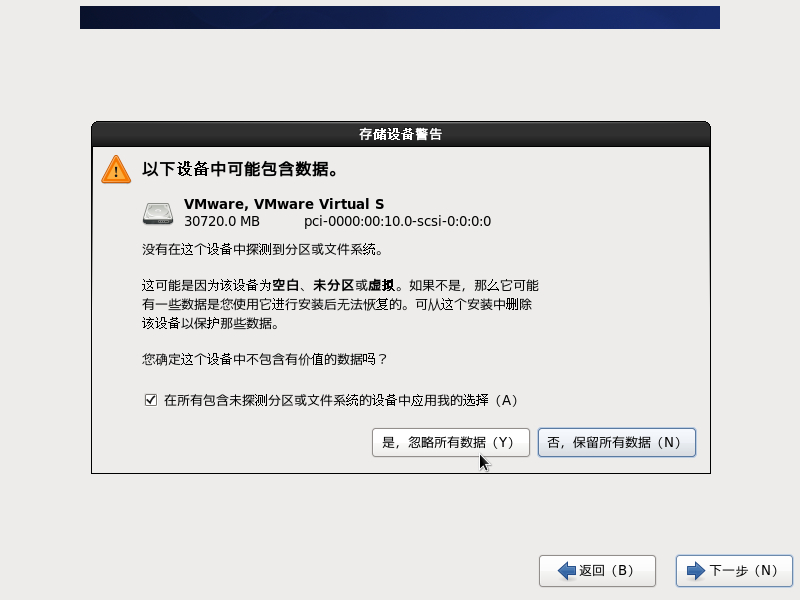 存储设备警告
以下设备中可能包含数据。
VMware, VMware Virtual S
30720.0 MB pci-0000:00:10.0-scsi-0:0:0:0
没有在这个设备中探测到分区或文件系统。
这可能是因为该设备为空白、未分区或虚拟。如果不是，那么它可能
有一些数据是您使用它进行安装后无法恢复的。可从这个安装中删除
该设备以保护那些数据。
您确定这个设备中不包含有价值的数据吗？
在所有包含未探测分区或文件系统的设备中应用我的选择（A）
是，忽略所有数据（Y） 否，保留所有数据（N）
返回（B） 下一步（N）